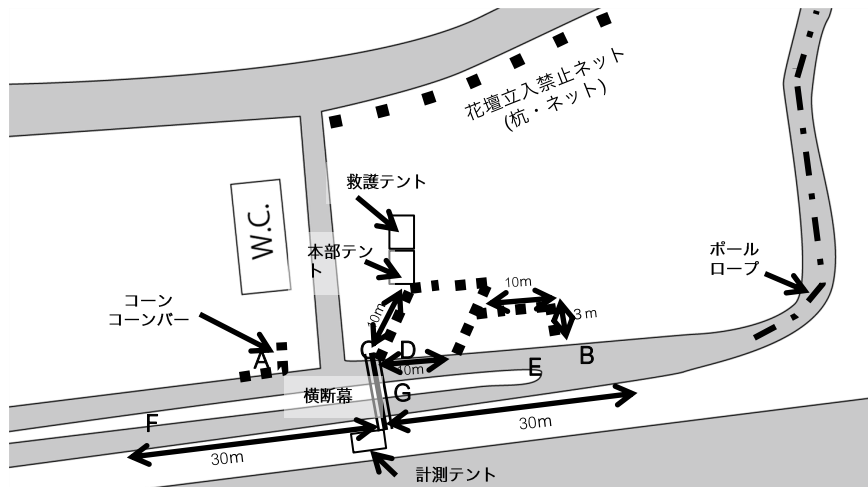 花壇立入禁止ネット
(杭・ネット)
救護テント
W.C.
本部テン
ト
ポール
ロープ
10m
3m
コーン
コーンバー
10m
A
C
D
10m
E
B
横断幕
G
F
30m
30m
計測テント